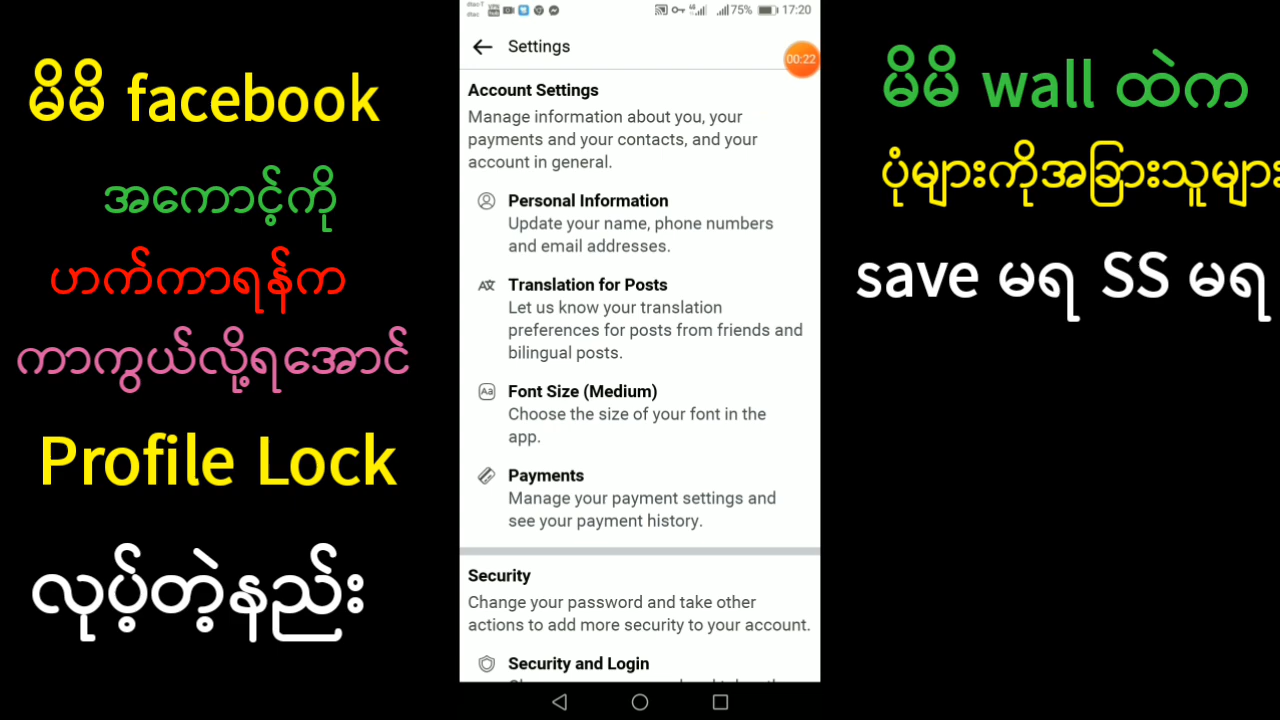 မိမိ facebook
အကောင့်ကို
ဟက်ကာရန်က
ကာကွယ်လို့ရအောင်
Profile Lock
လုပ့်တဲ့နည်း
dtac-T
dtac
75%
17:20
Settings
00:22
Account Settings
Manage information about you, your
payments and your contacts, and your
account in general.
Personal Information
Update your name, phone numbers
and email addresses.
Translation for Posts
Let us know your translation
preferences for posts from friends and
bilingual posts.
Aa
Font Size (Medium)
Choose the size of your font in the
app.
Payments
Manage your payment settings and
see your payment history.
Security
Change your password and take other
actions to add more security to your account.
Security and Login
မိမိ wall ထဲက
ပုံများကိုအခြားသူများ
save မရ SS မရ